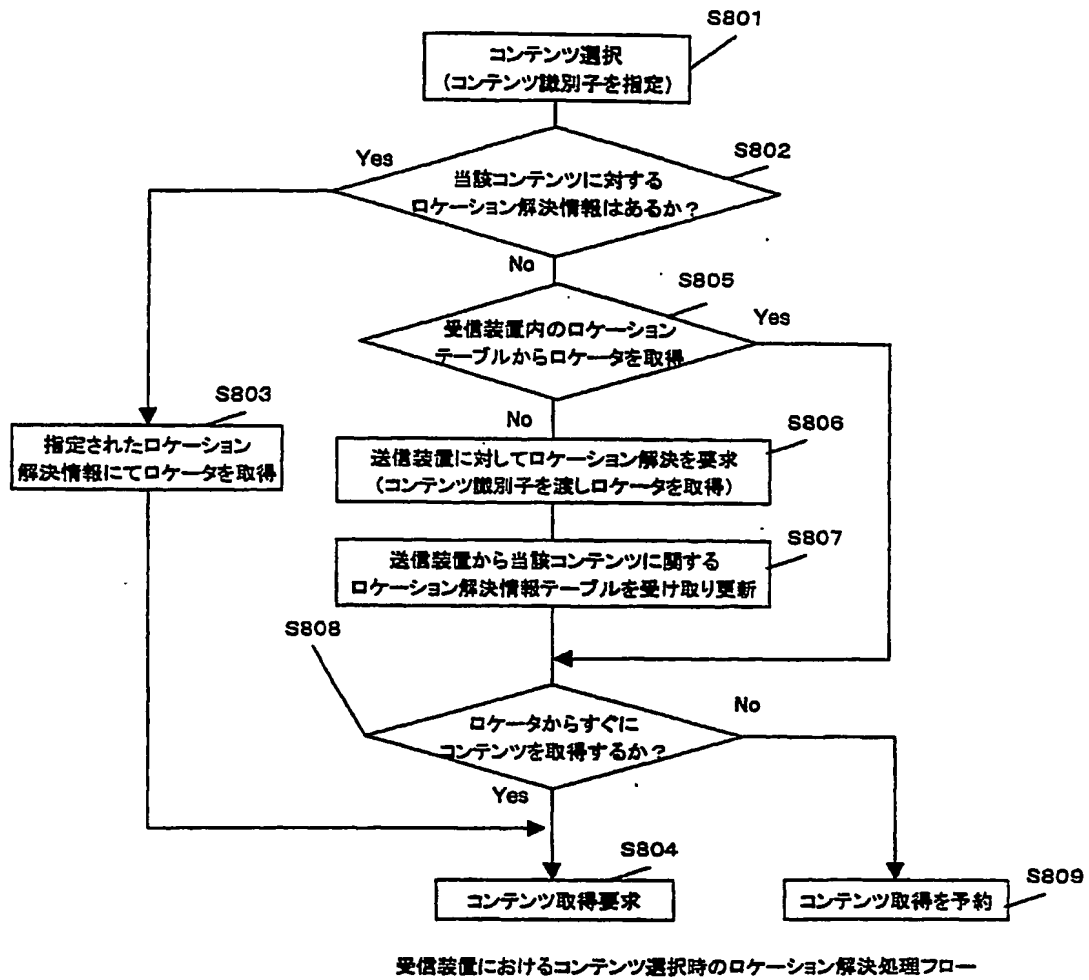 S801
コンテンツ選択
(コンテンツ識別子を指定)
S802
Yes
当該コンテンツに対する
ロケーション解決情報はあるか?
No
S805
受信装置内のロケーション
テーブルからロケータを取得
Yes
No
S803
指定されたロケーション
解決情報にてロケータを取得
S806
送信装置に対してロケーション解決を要求
(コンテンツ識別子を渡しロケータを取得)
S807
送信装置から当該コンテンツに関する
ロケーション解決情報テーブルを受け取り更新
S808
ロケータからすぐに
コンテンツを取得するか?
No
Yes
S804
コンテンツ取得要求
S809
コンテンツ取得を予約
受信装置におけるコンテンツ選択時のロケーション解決処理フロー